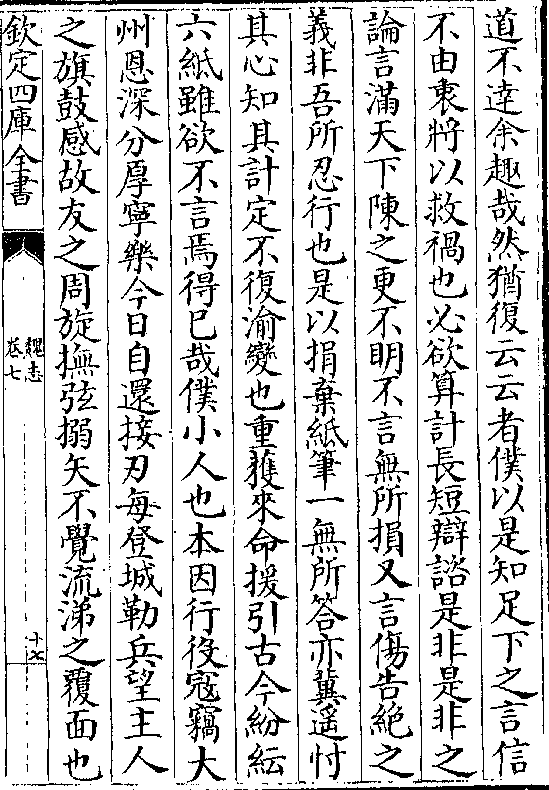 道不達余趣哉然猶復云云者僕以是知足下之言信
不由衷將以救禍也必欲算計長短辯諮是非是非之
論言滿天下陳之更不明不言無所損又言傷告絶之
義非吾所忍行也是以捐棄紙筆一無所答亦冀遥忖
其心知其計定不復渝變也重獲來命援引古今紛紜
六紙雖欲不言焉得已哉僕小人也本因行役冦竊大
州恩深分厚寧樂今日自還接刃每登城勒兵望主人
之旗鼓感故友之周旋撫弦搦矢不覺流涕之覆面也
欽定四庫全書
魏志
卷七
十七